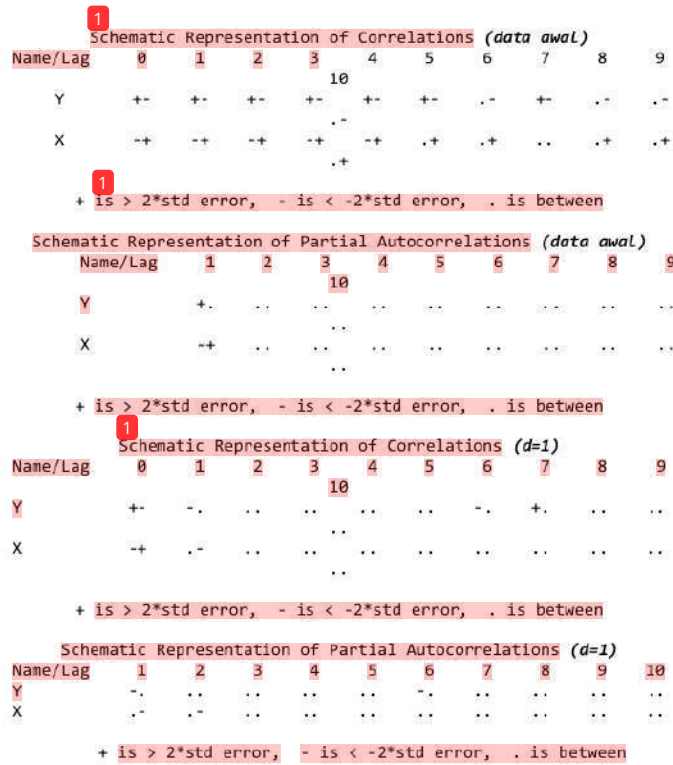 1
Schematic Representation of Correlations (data awal)
Name/Lag 0 1 2 3 4 5 6 7 8 9
10
Y +- +- +- +- +- +- .- +- .- .-
.-
X -+ -+ -+ -+ -+ .+ .+ .. .+ .+
.+
1
+ is > 2*std error, - is < -2*std error, . is between
Schematic Representation of Partial Autocorrelations (data awal)
Name/Lag 1 2 3 4 5 6 7 8 9
10
Y +. .. .. .. .. .. .. .. ..
..
X -+ .. .. .. .. .. .. .. ..
..
+ is > 2*std error, - is < -2*std error, . is between
1
Schematic Representation of Correlations (d=1)
Name/Lag 0 1 2 3 4 5 6 7 8 9
10
Y +- -. .. .. .. .. -. +. .. ..
..
X -+ .- .. .. .. .. .. .. .. ..
..
+ is > 2*std error, - is < -2*std error, . is between
Schematic Representation of Partial Autocorrelations (d=1)
Name/Lag 1 2 3 4 5 6 7 8 9 10
Y -. .. .. .. .. -. .. .. .. ..
X .- .- .. .. .. .. .. .. .. ..
+ is > 2*std error, - is < -2*std error, . is between